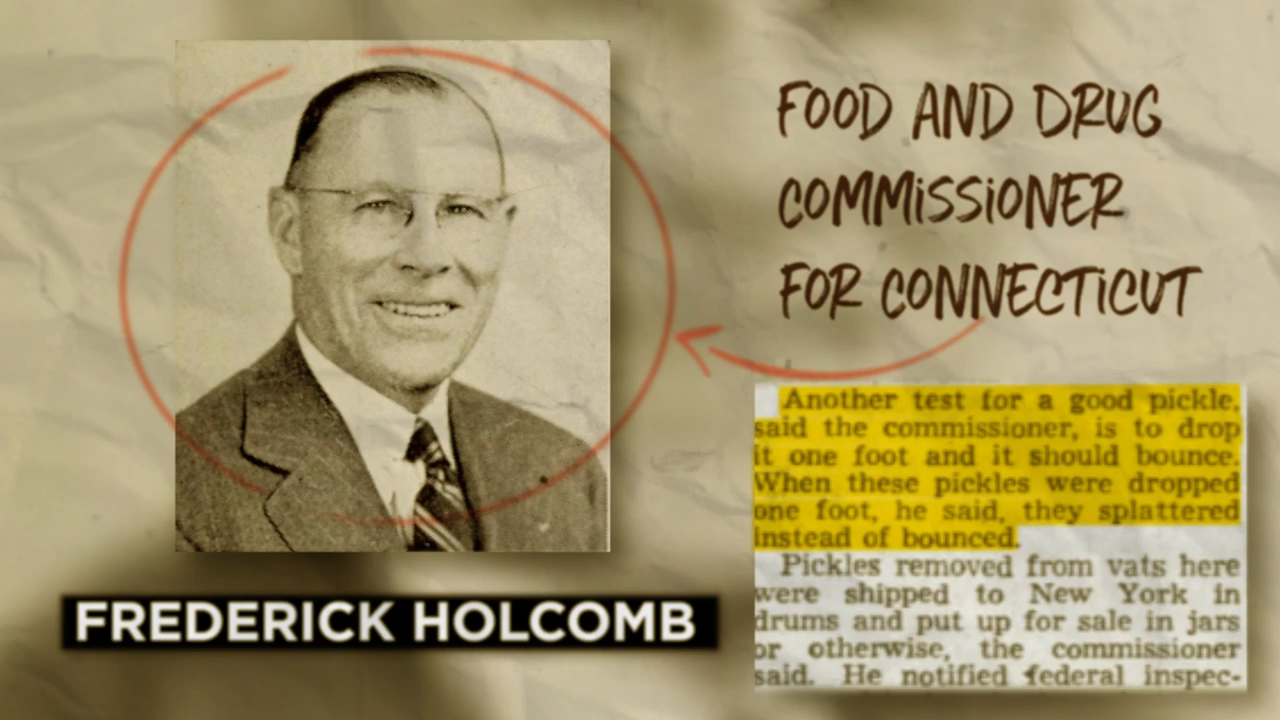 FOOD AND DRUG
COMMISSIONER
FOR CONNECTICUT
Another test for a good pickle,
said the commissioner, is to drop
it one foot and it should bounce.
When these pickles were dropped
one foot, he said, they splattered
instead of bounced.
Pickles removed from vats here
were shipped to New York in
drums and put up for sale in jars
or otherwise, the commissioner
said. He notified federal inspec-
FREDERICK HOLCOMB